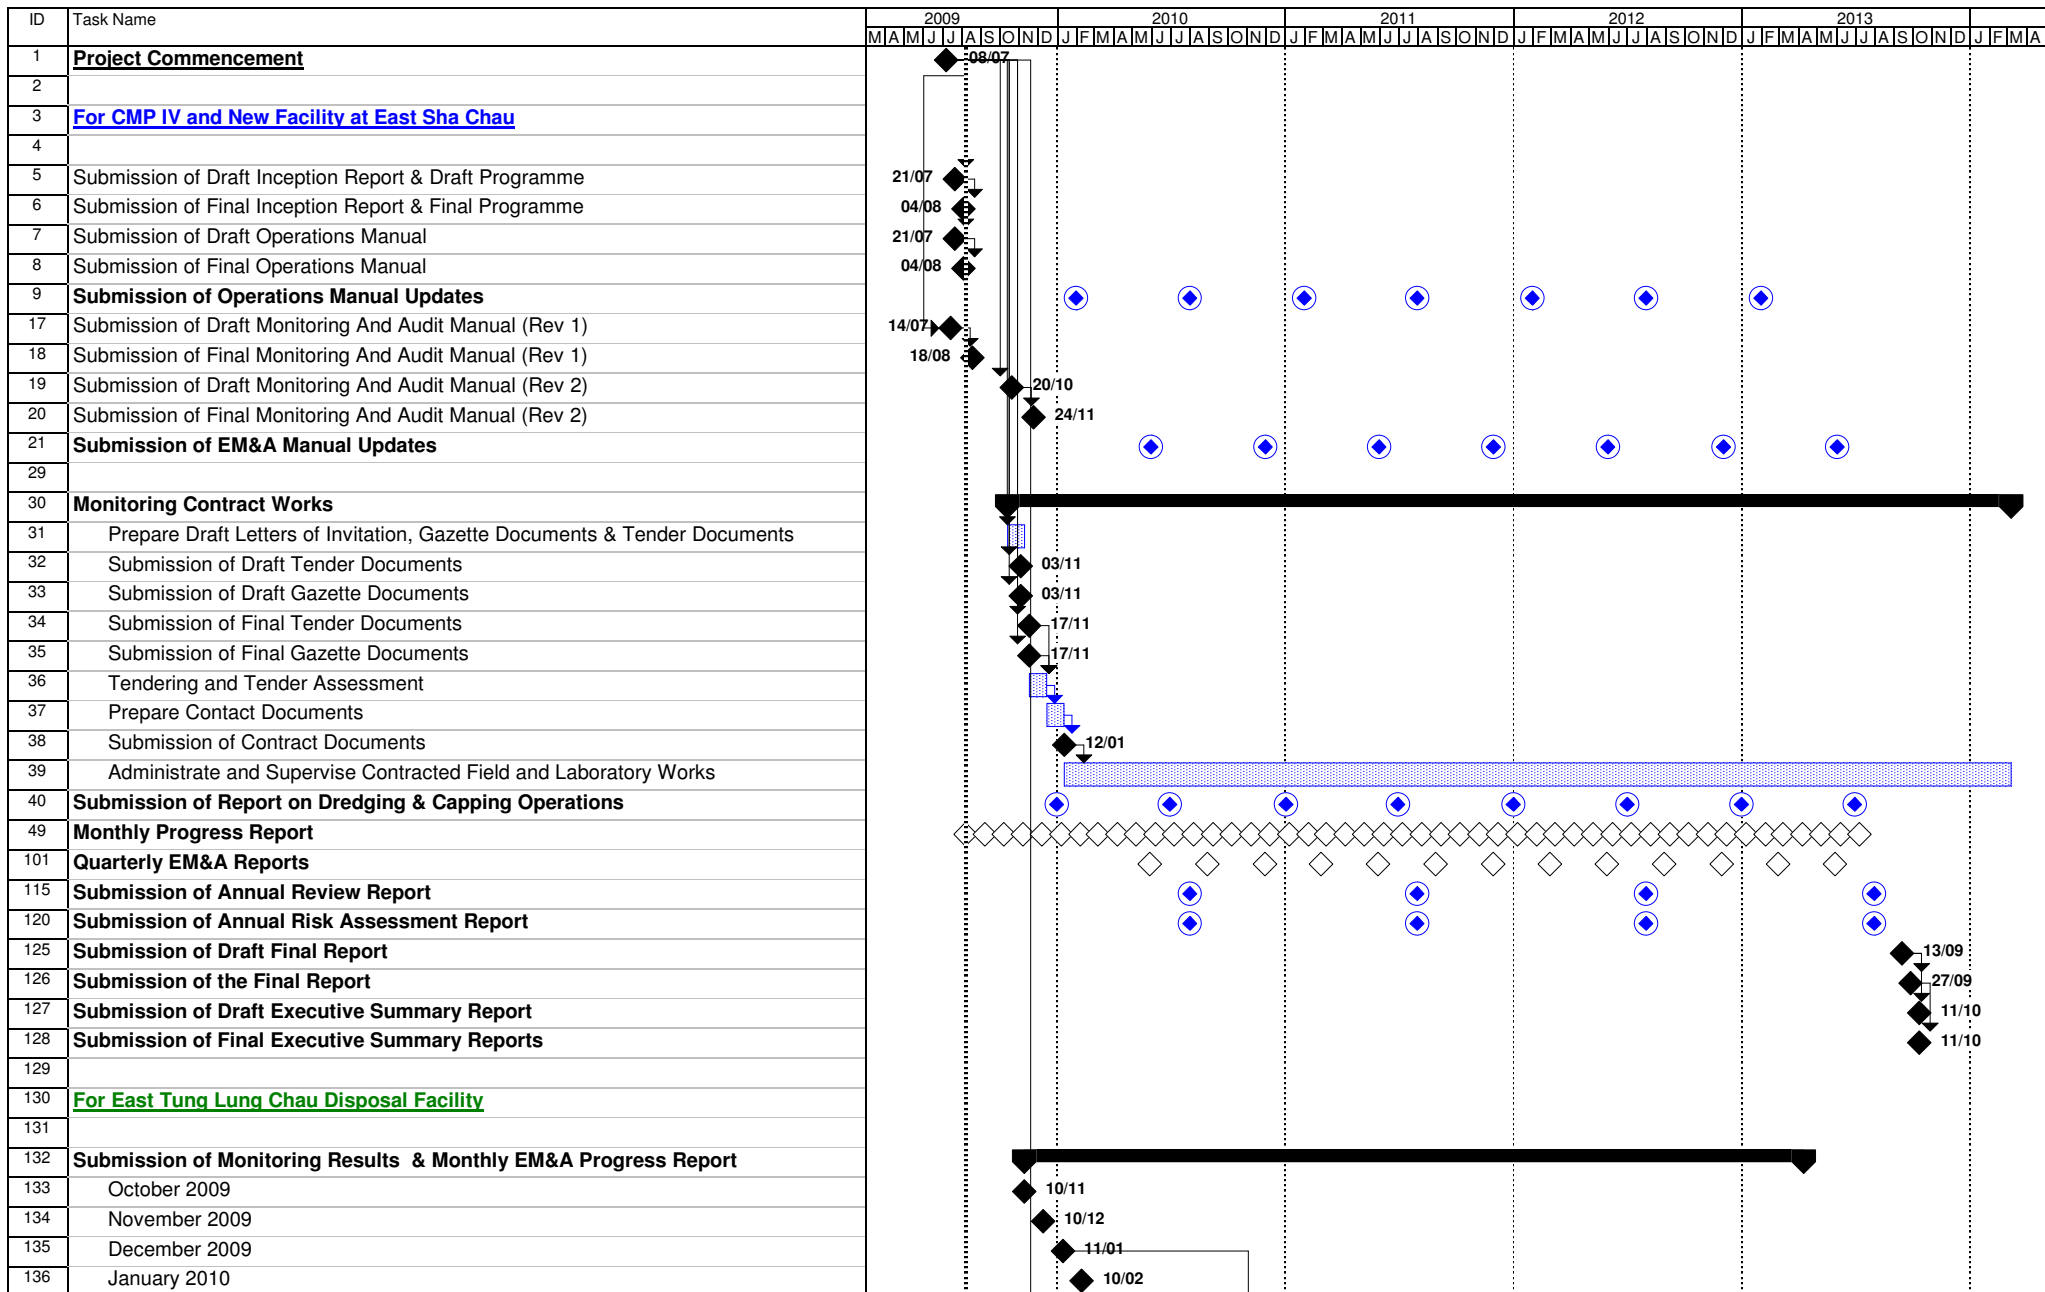 ID Task Name 2009 2010 2011 2012 2013
M A M J J A S O N D J F M A M J J A S O N D J F M A M J J A S O N D J F M A M J J A S O N D J F M A M J J A S O N D J F M A
1 Project Commencement 08/07
2
3 For CMP IV and New Facility at East Sha Chau
4
5 Submission of Draft Inception Report & Draft Programme 21/07
6 Submission of Final Inception Report & Final Programme 04/08
7 Submission of Draft Operations Manual 21/07
8 Submission of Final Operations Manual 04/08
9 Submission of Operations Manual Updates
17 Submission of Draft Monitoring And Audit Manual (Rev 1) 14/07
18 Submission of Final Monitoring And Audit Manual (Rev 1) 18/08
19 Submission of Draft Monitoring And Audit Manual (Rev 2) 20/10
20 Submission of Final Monitoring And Audit Manual (Rev 2) 24/11
21 Submission of EM&A Manual Updates
29
30 Monitoring Contract Works
31 Prepare Draft Letters of Invitation, Gazette Documents & Tender Documents
32 Submission of Draft Tender Documents 03/11
33 Submission of Draft Gazette Documents 03/11
34 Submission of Final Tender Documents 17/11
35 Submission of Final Gazette Documents 17/11
36 Tendering and Tender Assessment
37 Prepare Contact Documents
38 Submission of Contract Documents 12/01
39 Administrate and Supervise Contracted Field and Laboratory Works
40 Submission of Report on Dredging & Capping Operations
49 Monthly Progress Report
101 Quarterly EM&A Reports
115 Submission of Annual Review Report
120 Submission of Annual Risk Assessment Report
125 Submission of Draft Final Report 13/09
126 Submission of the Final Report 27/09
127 Submission of Draft Executive Summary Report 11/10
128 Submission of Final Executive Summary Reports 11/10
129
130 For East Tung Lung Chau Disposal Facility
131
132 Submission of Monitoring Results & Monthly EM&A Progress Report
133 October 2009 10/11
134 November 2009 10/12
135 December 2009 11/01
136 January 2010 10/02